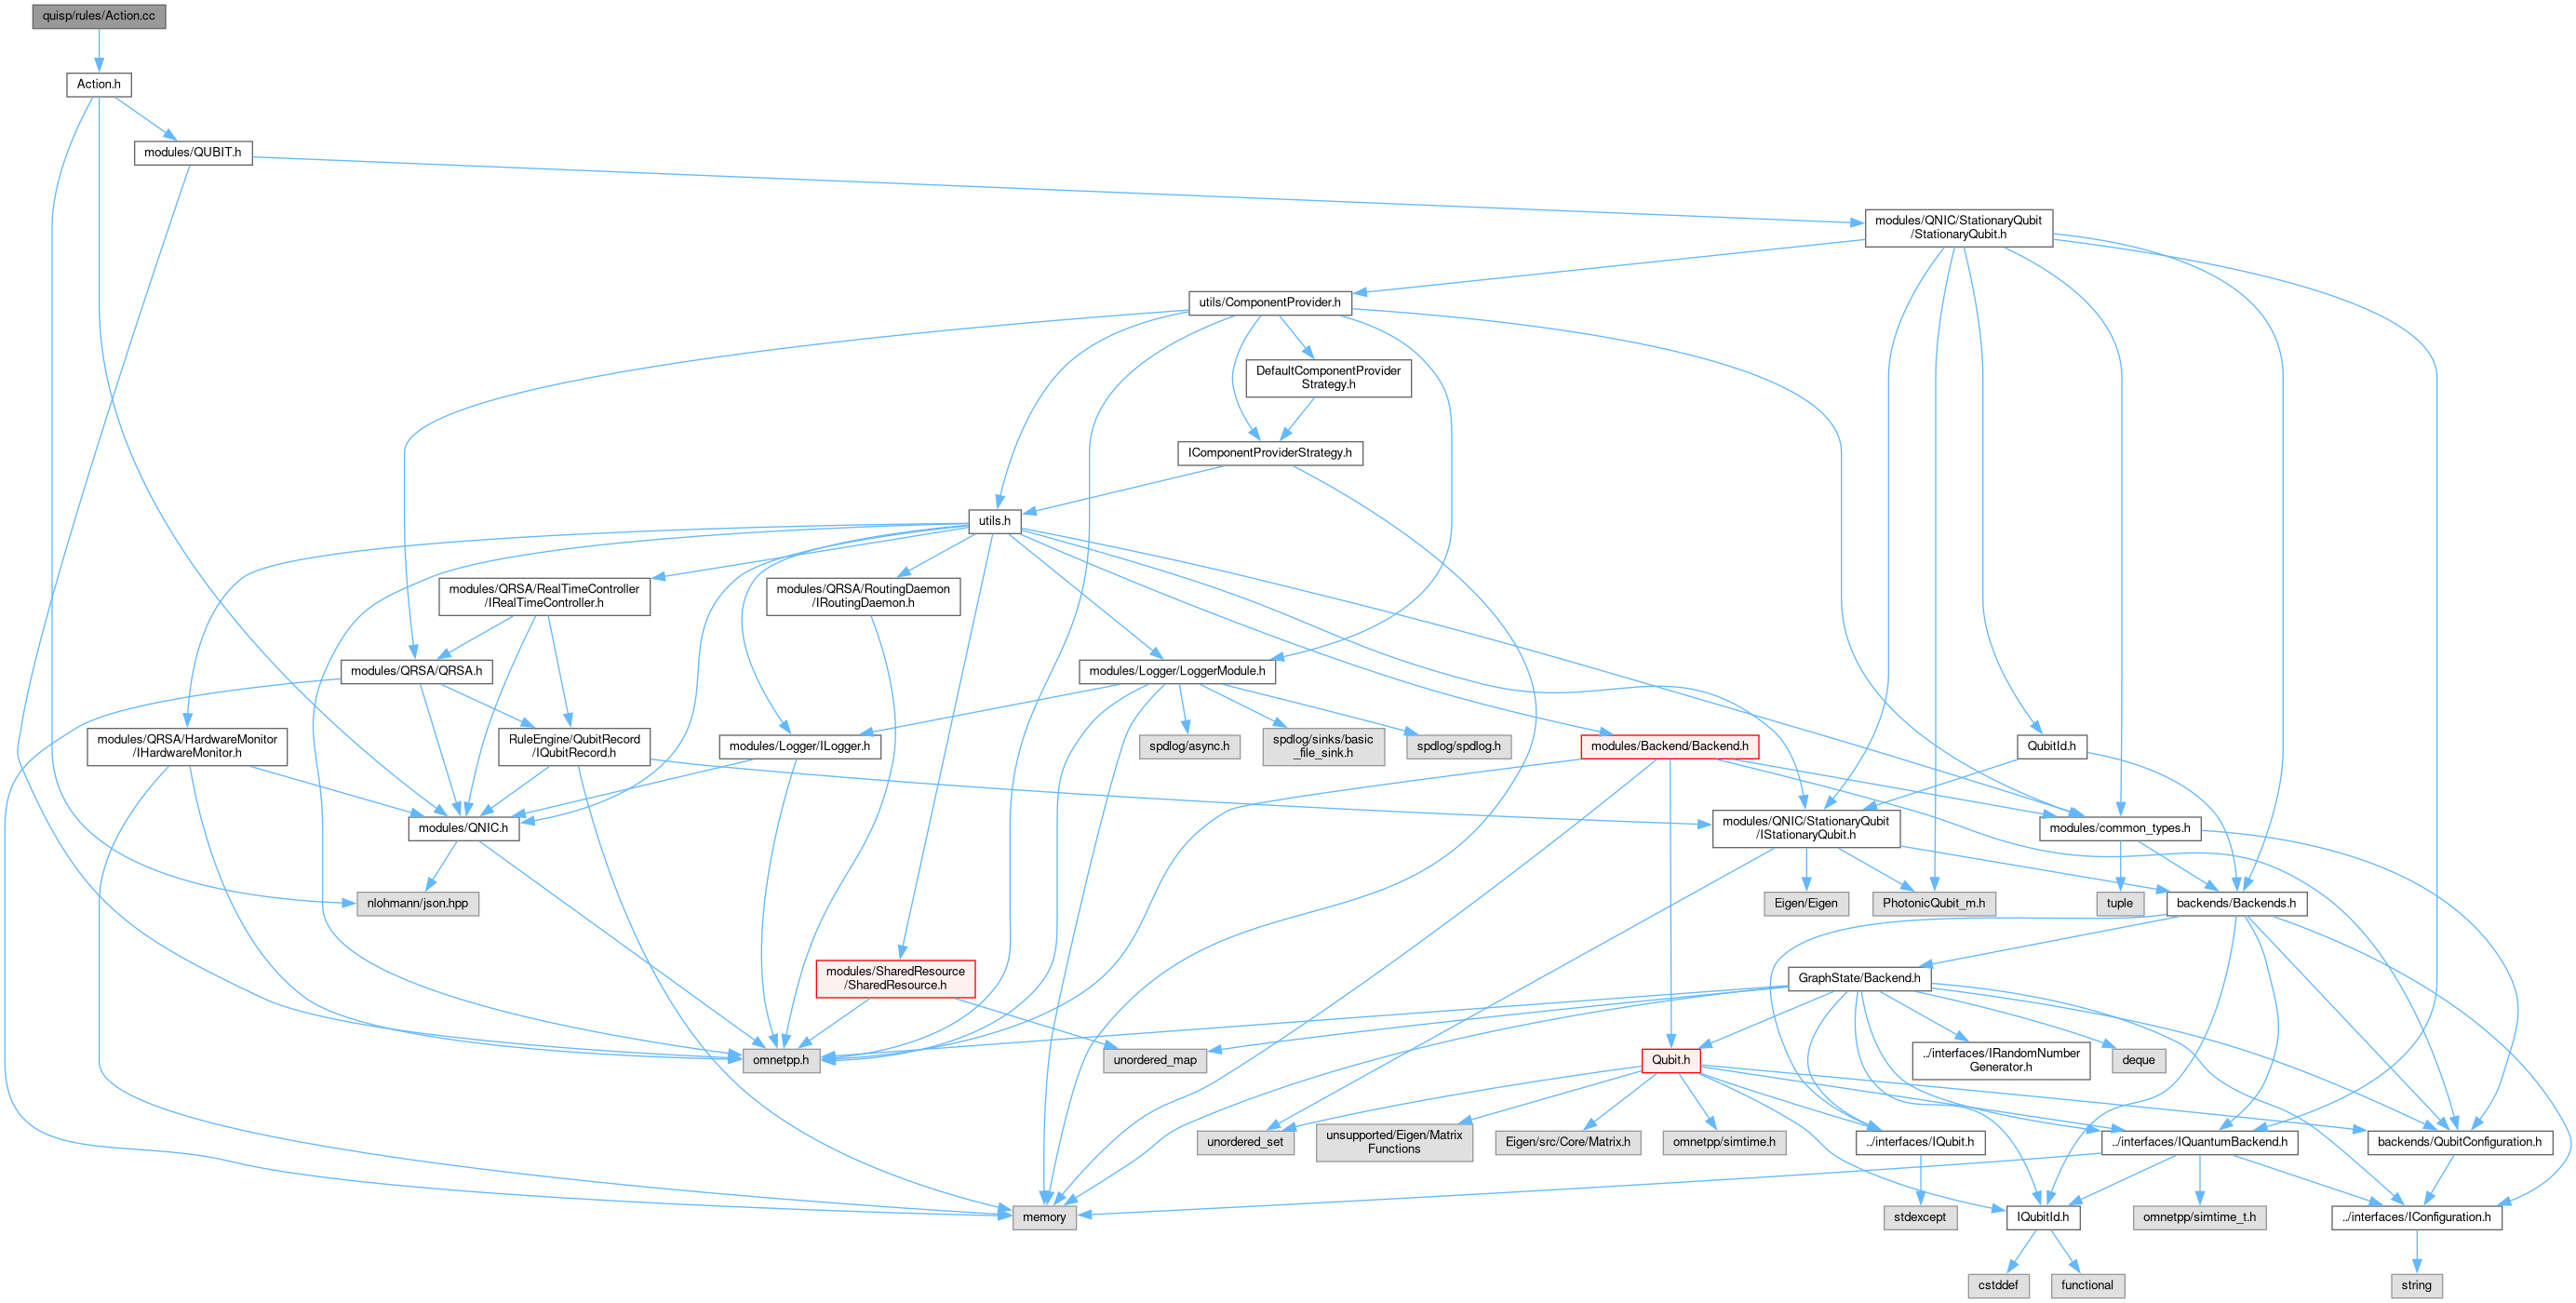 quisp/rules/Action.cc
Action.h
modules/QUBIT.h
modules/QNIC/StationaryQubit
/StationaryQubit.h
utils/ComponentProvider.h
DefaultComponentProvider
Strategy.h
IComponentProviderStrategy.h
utils.h
modules/QRSA/RealTimeController
/IRealTimeController.h
modules/QRSA/RoutingDaemon
/IRoutingDaemon.h
modules/QRSA/QRSA.h
modules/Logger/LoggerModule.h
modules/QRSA/HardwareMonitor
/IHardwareMonitor.h
RuleEngine/QubitRecord
/IQubitRecord.h
modules/Logger/ILogger.h
spdlog/async.h
spdlog/sinks/basic
_file_sink.h
spdlog/spdlog.h
modules/Backend/Backend.h
QubitId.h
modules/QNIC.h
modules/QNIC/StationaryQubit
/IStationaryQubit.h
modules/common_types.h
nlohmann/json.hpp
Eigen/Eigen
PhotonicQubit_m.h
tuple
backends/Backends.h
modules/SharedResource
/SharedResource.h
GraphState/Backend.h
omnetpp.h
unordered_map
Qubit.h
../interfaces/IRandomNumber
Generator.h
deque
unordered_set
unsupported/Eigen/Matrix
Functions
Eigen/src/Core/Matrix.h
omnetpp/simtime.h
../interfaces/IQubit.h
../interfaces/IQuantumBackend.h
backends/QubitConfiguration.h
memory
stdexcept
IQubitId.h
omnetpp/simtime_t.h
../interfaces/IConfiguration.h
cstddef
functional
string